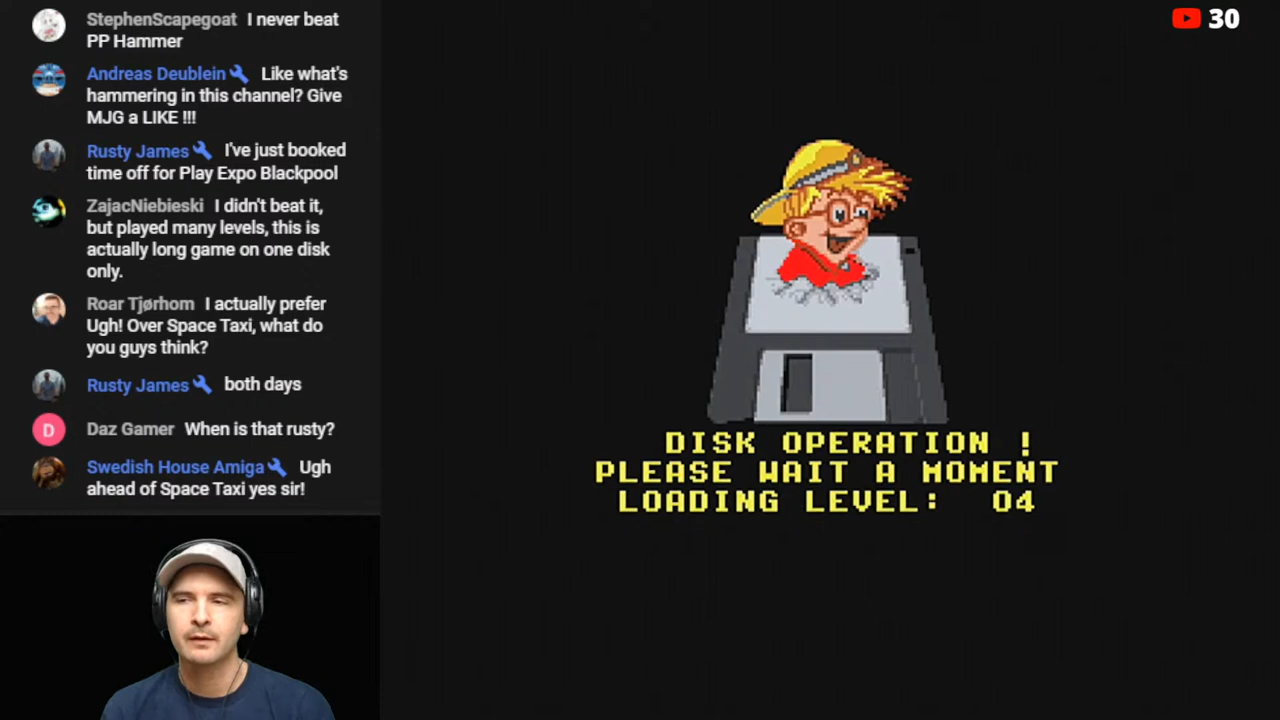 StephenScapegoat I never beat
PP Hammer
Andreas Deublein Like what's
hammering in this channel? Give
MJG a LIKE !!!
Rusty James I've just booked
time off for Play Expo Blackpool
ZajacNiebieski I didn't beat it,
but played many levels, this is
actually long game on one disk
only.
Roar Tjørhom I actually prefer
Ugh! Over Space Taxi, what do
you guys think?
Rusty James both days
D Daz Gamer When is that rusty?
Swedish House Amiga Ugh
ahead of Space Taxi yes sir!
30
DISK OPERATION !
PLEASE WAIT A MOMENT
LOADING LEVEL: 04